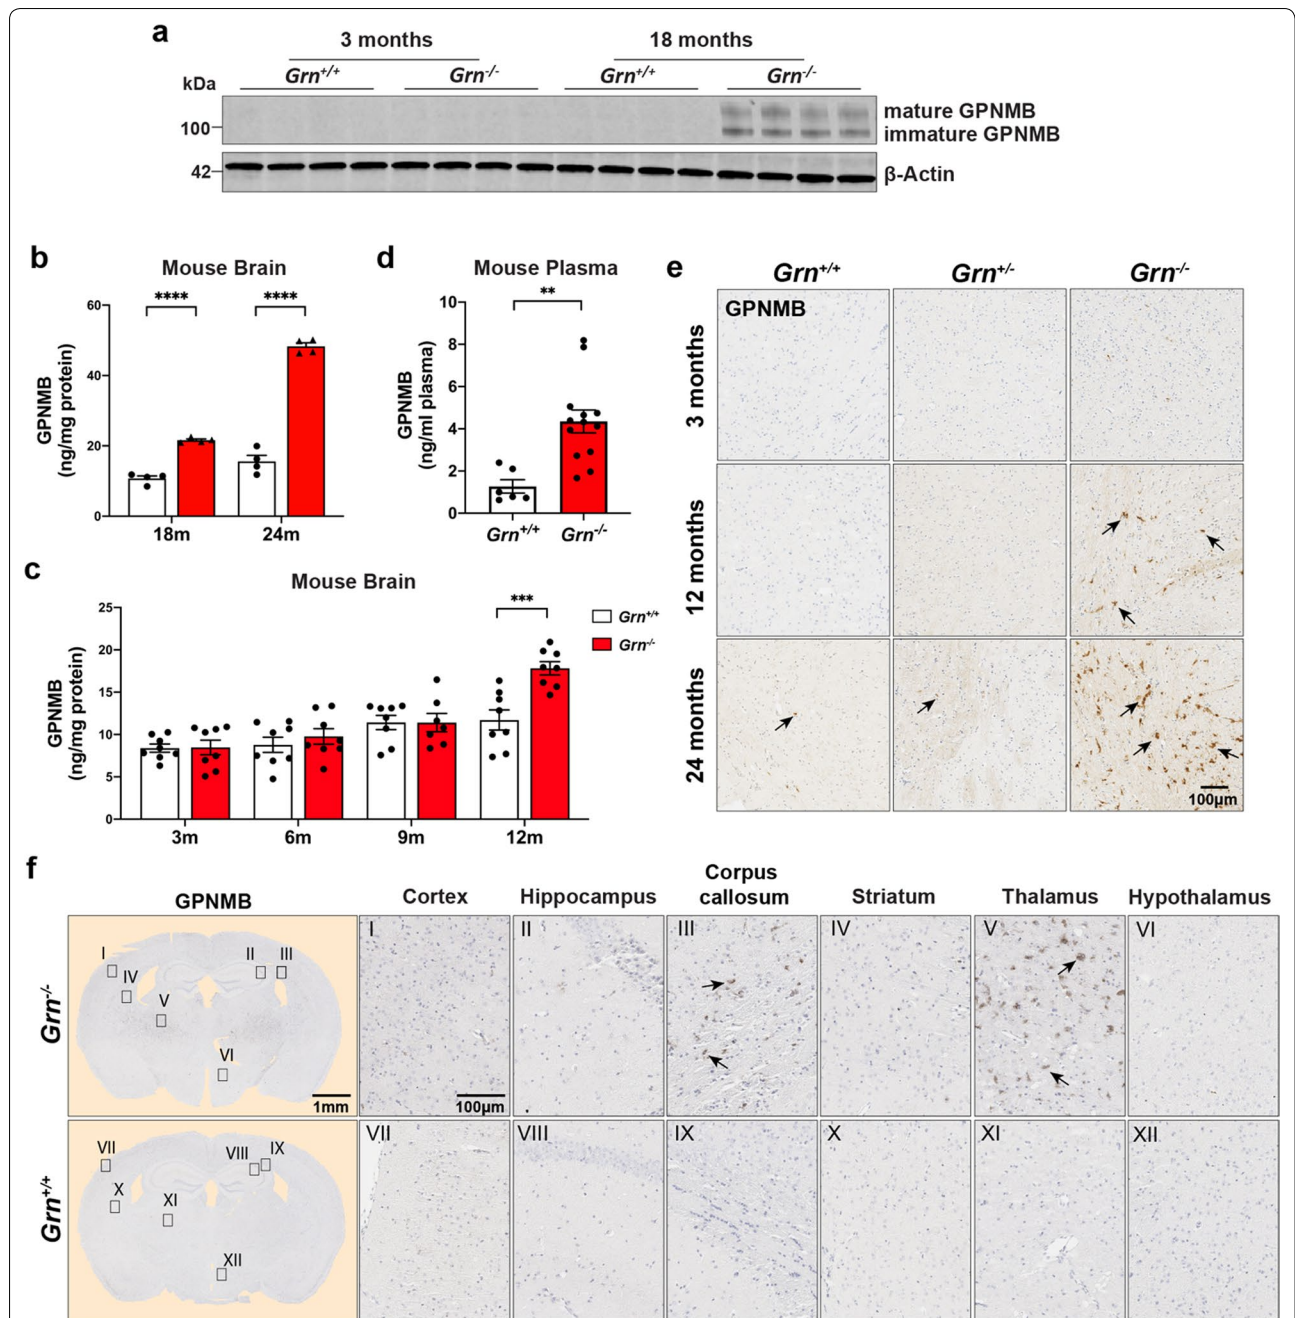 a
3 months
18 months
Grn+/+
Grn-/-
Grn+/+
Grn-/-
kDa
100
mature GPNMB
immature GPNMB
42
β-Actin
b
Mouse Brain
****
****
GPNMB
(ng/mg protein)
60
40
20
0
18m
24m
d
Mouse Plasma
**
GPNMB
(ng/ml plasma)
10
8
6
4
2
0
Grn+/+
Grn-/-
c
Mouse Brain
***
GPNMB
(ng/mg protein)
25
20
15
10
5
0
3m
6m
9m
12m
Grn+/+
Grn-/-
e
Grn+/+
Grn+/-
Grn-/-
GPNMB
3 months
12 months
24 months
100μm
f
GPNMB
Cortex
Hippocampus
Corpus
callosum
Striatum
Thalamus
Hypothalamus
Grn-/-
I
II
III
IV
V
VI
1mm
I
100μm
II
III
IV
V
VI
Grn+/+
VII
VIII
IX
X
XI
XII
VII
VIII
IX
X
XI
XII